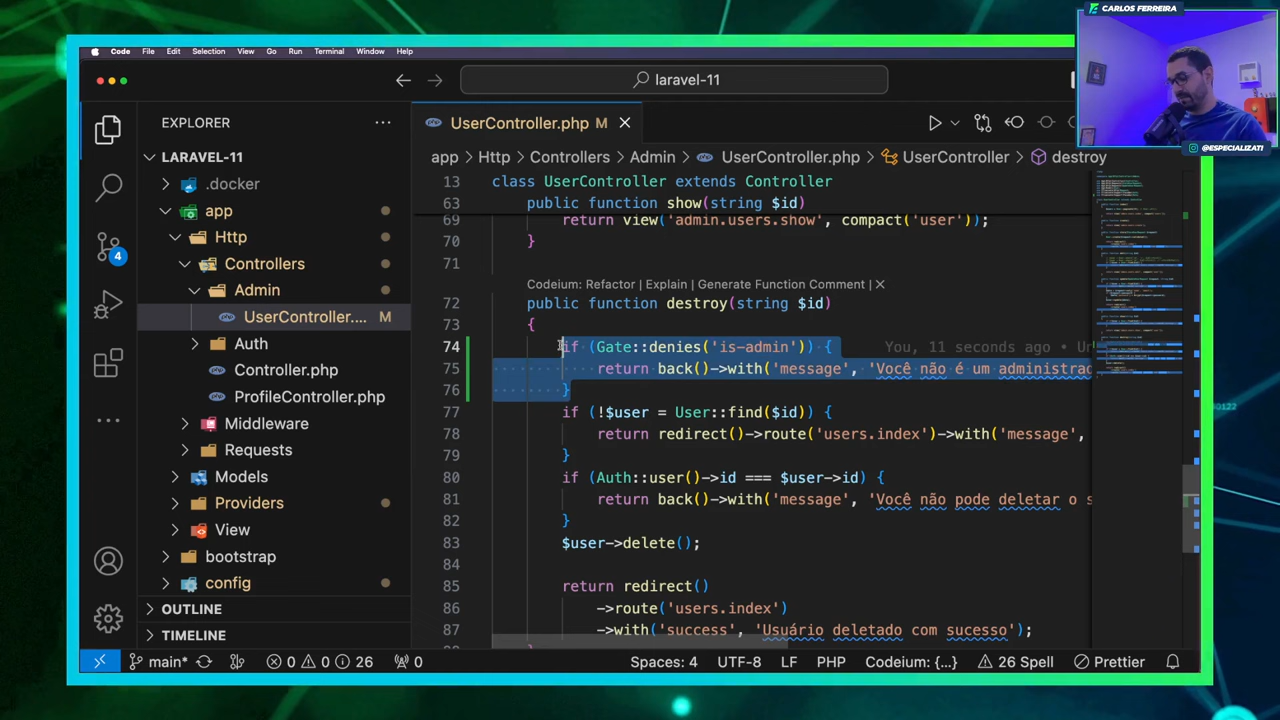 CARLOS FERREIRA
Code File Edit Selection View Go Run Terminal Window Help
laravel-11
EXPLORER
UserController.php M
@ESPECIALIZATI
LARAVEL-11
app > Http > Controllers > Admin > UserController.php > UserController > destroy
.docker
app
Http
Controllers
Admin
UserController.... M
Auth
Controller.php
ProfileController.php
Middleware
Requests
Models
Providers
View
bootstrap
config
OUTLINE
TIMELINE
4
13 class UserController extends Controller
63 public function show(string $id)
69 return view('admin.users.show', compact('user'));
70 }
71
Codeium: Refactor | Explain | Generate Function Comment | ×
72 public function destroy(string $id)
73 {
74 if (Gate::denies('is-admin')) { You, 11 seconds ago • Un
75 return back()->with('message', 'Você não é um administrad
76 }
77 if (!$user = User::find($id)) {
78 return redirect()->route('users.index')->with('message',
79 }
80 if (Auth::user()->id === $user->id) {
81 return back()->with('message', 'Você não pode deletar o s
82 }
83 $user->delete();
84
85 return redirect()
86 ->route('users.index')
87 ->with('success', 'Usuário deletado com sucesso');
main* 0 0 26 0 Spaces: 4 UTF-8 LF PHP Codeium: {...} 26 Spell Prettier